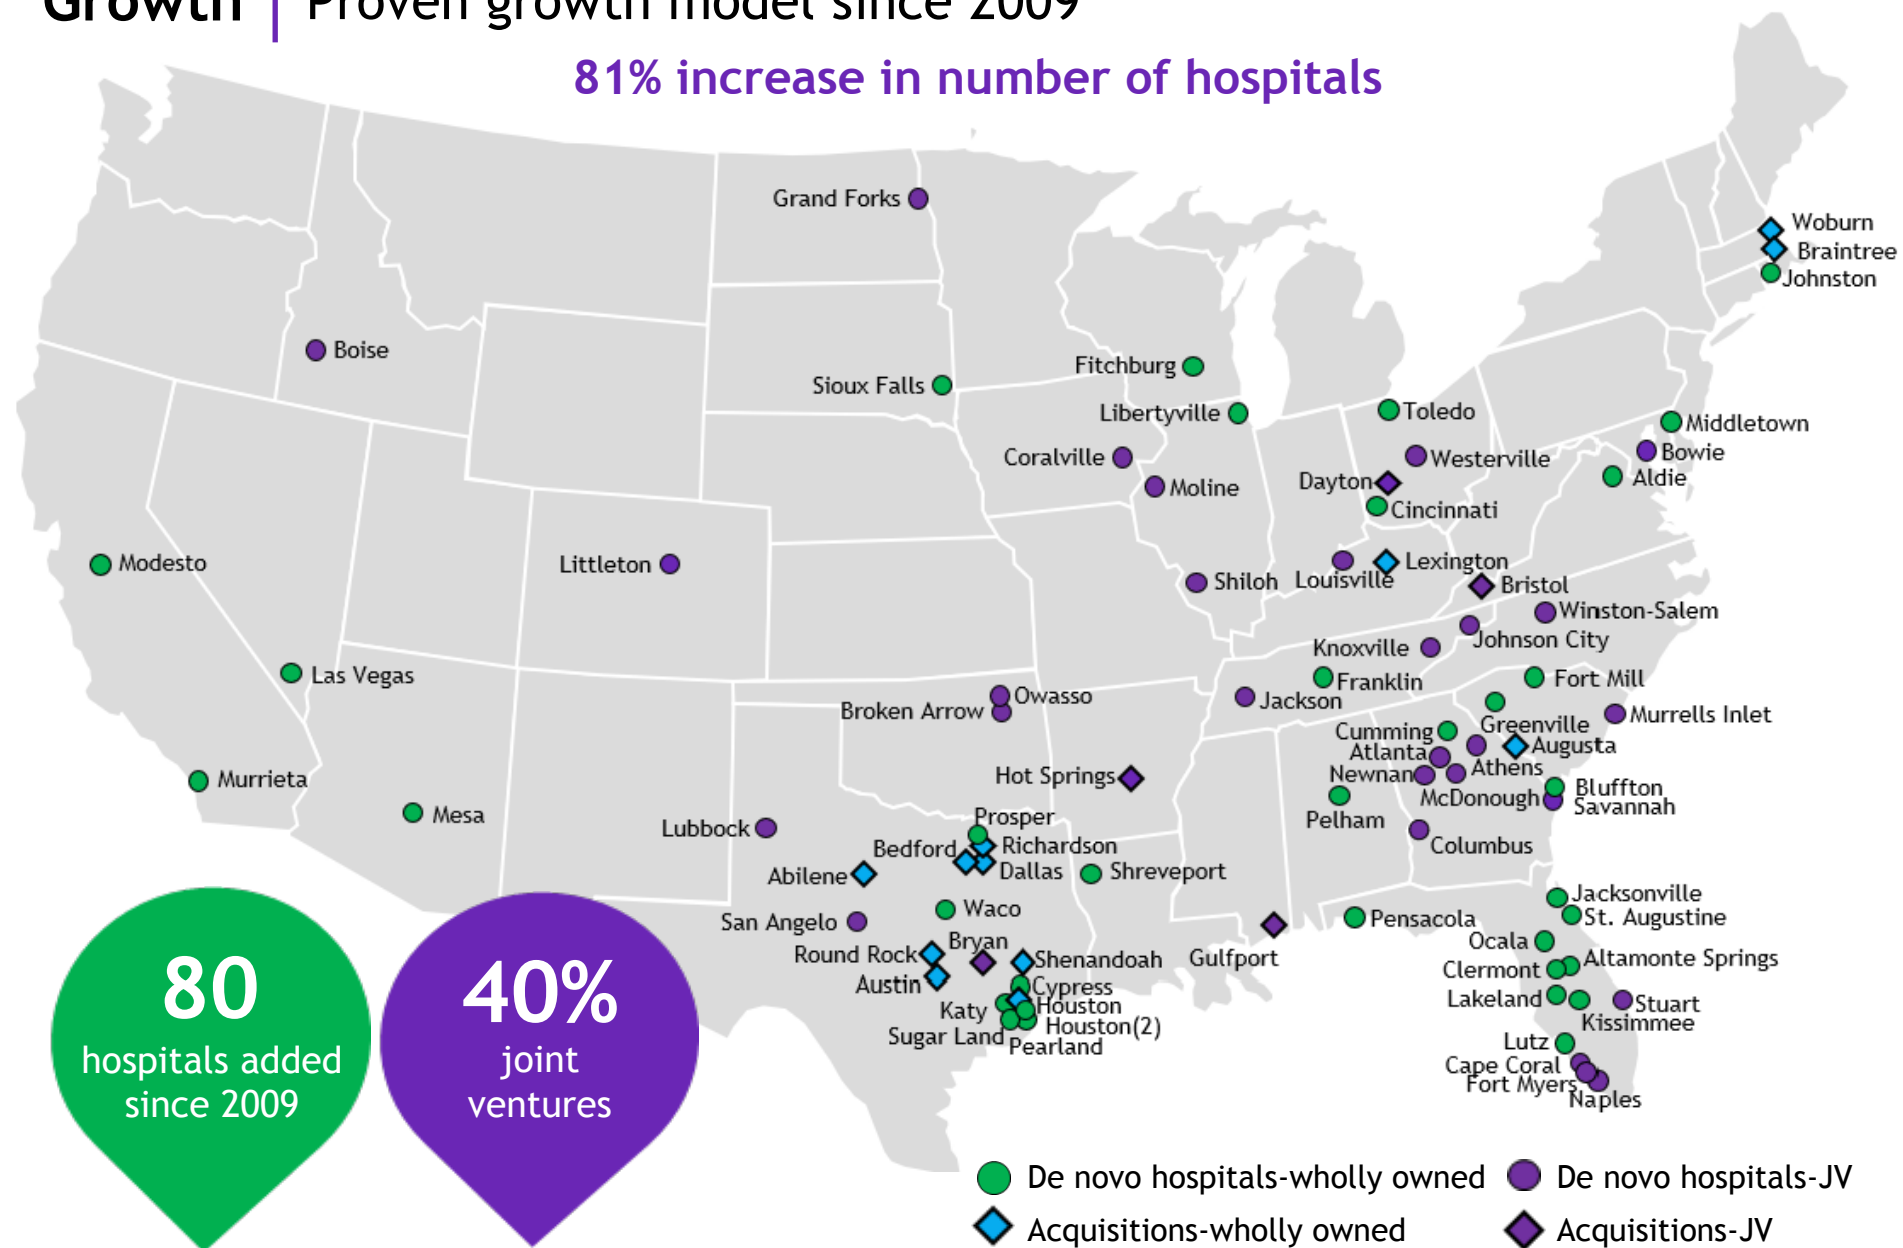 Growth | Proven growth model since 2009
81% increase in number of hospitals
Grand Forks
Woburn
Braintree
Johnston
Boise
Sioux Falls
Fitchburg
Libertyville
Toledo
Middletown
Coralville
Westerville
Bowie
Moline
Dayton
Aldie
Cincinnati
Modesto
Littleton
Shiloh
Louisville
Lexington
Bristol
Winston-Salem
Johnson City
Knoxville
Las Vegas
Franklin
Fort Mill
Owasso
Broken Arrow
Jackson
Murrells Inlet
Greenville
Cumming
Atlanta
Augusta
Newnan
Athens
Hot Springs
Murrieta
McDonough
Bluffton
Savannah
Mesa
Pelham
Lubbock
Prosper
Columbus
Bedford
Richardson
Abilene
Dallas
Shreveport
Jacksonville
St. Augustine
Waco
San Angelo
Pensacola
Bryan
Ocala
Round Rock
Shenandoah
Gulfport
Altamonte Springs
Clermont
Austin
Cypress
Lakeland
Stuart
Katy
Houston
Kissimmee
Houston(2)
Sugar Land
Pearland
Lutz
Cape Coral
Fort Myers
Naples
80
hospitals added
since 2009
40%
joint
ventures
De novo hospitals-wholly owned
De novo hospitals-JV
Acquisitions-wholly owned
Acquisitions-JV